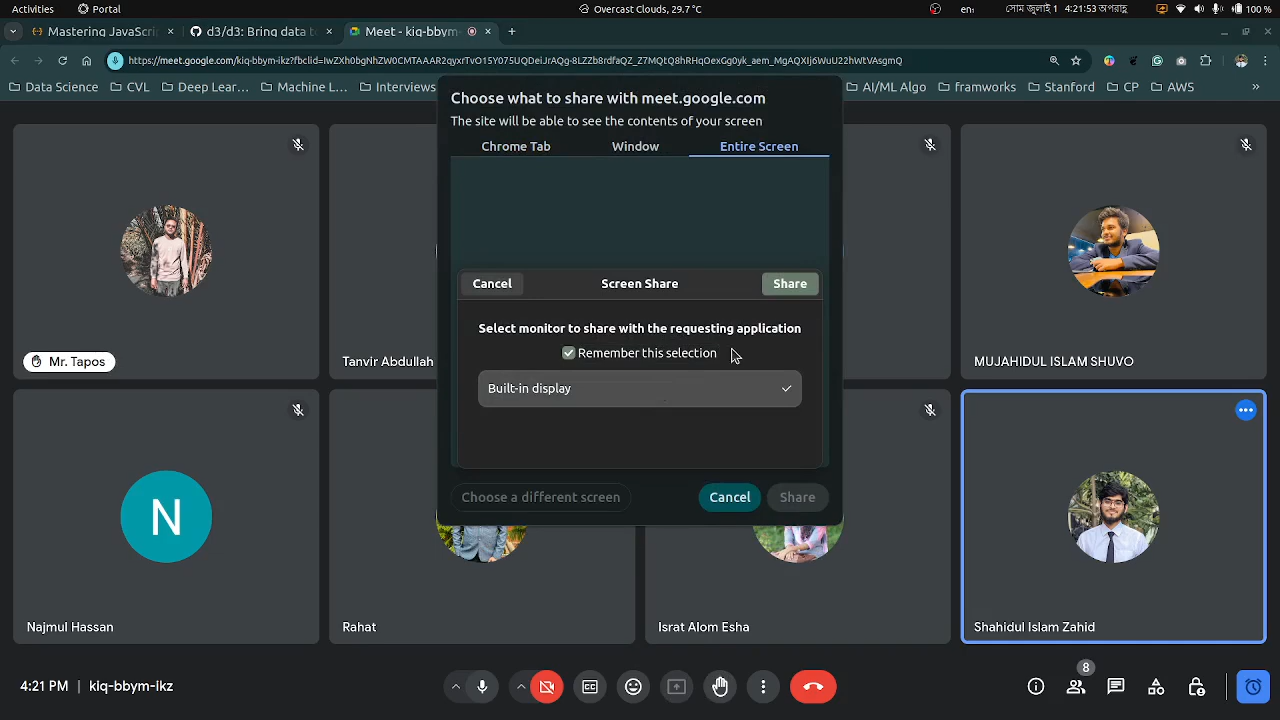 Activities Portal Overcast Clouds, 29.7 °C en₁ সোম জুলাই 1 4:21:53 অপরাহ্ণ 100 %
Mastering JavaScri d3/d3: Bring data t Meet - kiq-bbym-
https://meet.google.com/kiq-bbym-ikz?fbclid=IwZXh0bgNhZW0CMTAAAR2qyxrTvO15Y075UQDeiJrAQg-8LZZb8rdfaQZ_Z7MQtQ8hRHqOexGg0yk_aem_MgAQXIj6WuU22hWtVAsgmQ
Data Science CVL Deep Lear... Machine L... Interviews AI/ML Algo framworks Stanford CP AWS
Choose what to share with meet.google.com
The site will be able to see the contents of your screen
Chrome Tab Window Entire Screen
Cancel Screen Share Share
Select monitor to share with the requesting application
Remember this selection
Built-in display
Choose a different screen Cancel Share
Mr. Tapos
Tanvir Abdullah
MUJAHIDUL ISLAM SHUVO
N
Najmul Hassan
Rahat
Israt Alom Esha
Shahidul Islam Zahid
4:21 PM | kiq-bbym-ikz
8